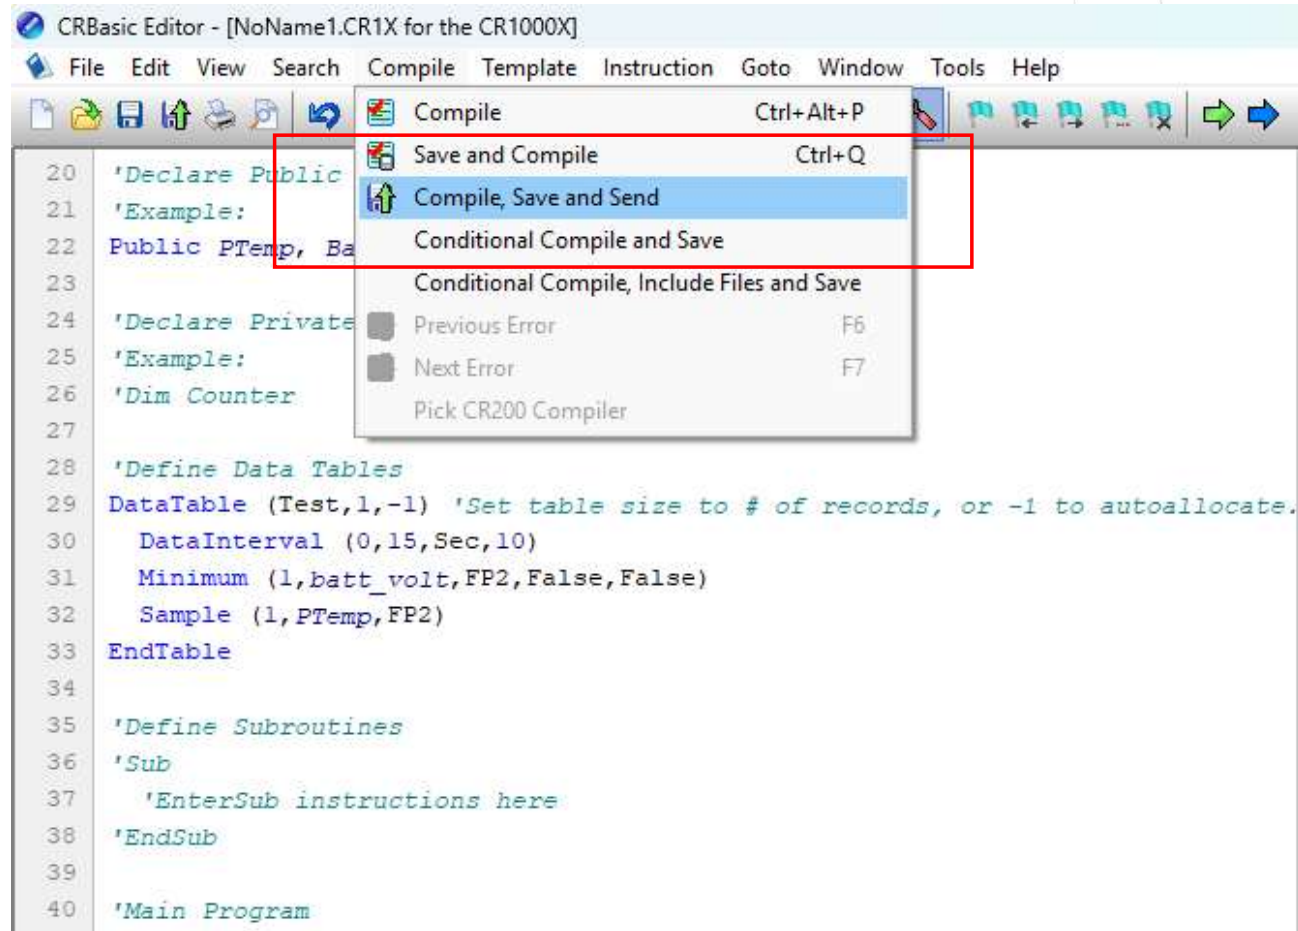 CRBasic Editor - [NoName1.CR1X for the CR1000X]
File Edit View Search Compile Template Instruction Goto Window Tools Help
Compile Ctrl+Alt+P
Save and Compile Ctrl+Q
Compile, Save and Send
Conditional Compile and Save
Conditional Compile, Include Files and Save
Previous Error F6
Next Error F7
Pick CR200 Compiler
20 'Declare Public
21 'Example:
22 Public PTemp, Ba
23
24 'Declare Private
25 'Example:
26 'Dim Counter
27
28 'Define Data Tables
29 DataTable (Test,1,-1) 'Set table size to # of records, or -1 to autoallocate.
30 DataInterval (0,15,Sec,10)
31 Minimum (1,batt_volt,FP2,False,False)
32 Sample (1,PTemp,FP2)
33 EndTable
34
35 'Define Subroutines
36 'Sub
37 'EnterSub instructions here
38 'EndSub
39
40 'Main Program